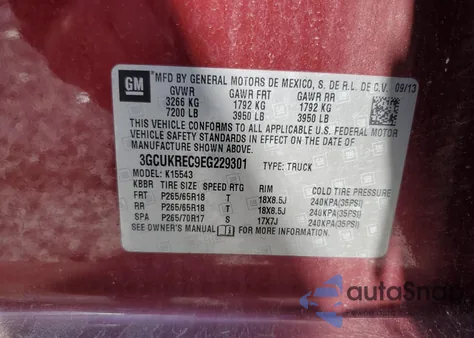 GM MFD BY GENERAL MOTORS DE MEXICO, S. DE R.L. DE C.V. 09/13
GVWR GAWR FRT GAWR RR
3266 KG 1792 KG 1792 KG
7200 LB 3950 LB 3950 LB
THIS VEHICLE CONFORMS TO ALL APPLICABLE U.S. FEDERAL MOTOR
VEHICLE SAFETY STANDARDS IN EFFECT ON THE DATE OF
MANUFACTURE SHOWN ABOVE.
3GCUKREC9EG229301 TYPE: TRUCK
MODEL: K15543
KBBR TIRE SIZE SPEED RTG RIM COLD TIRE PRESSURE
FRT P265/65R18 T 18X8.5J 240KPA(35PSI)
RR P265/65R18 T 18X8.5J 240KPA(35PSI)
SPA P265/70R17 S 17X7J 240KPA(35PSI)
SEE OWNER'S MANUAL FOR MORE INFORMATION
autoSnap